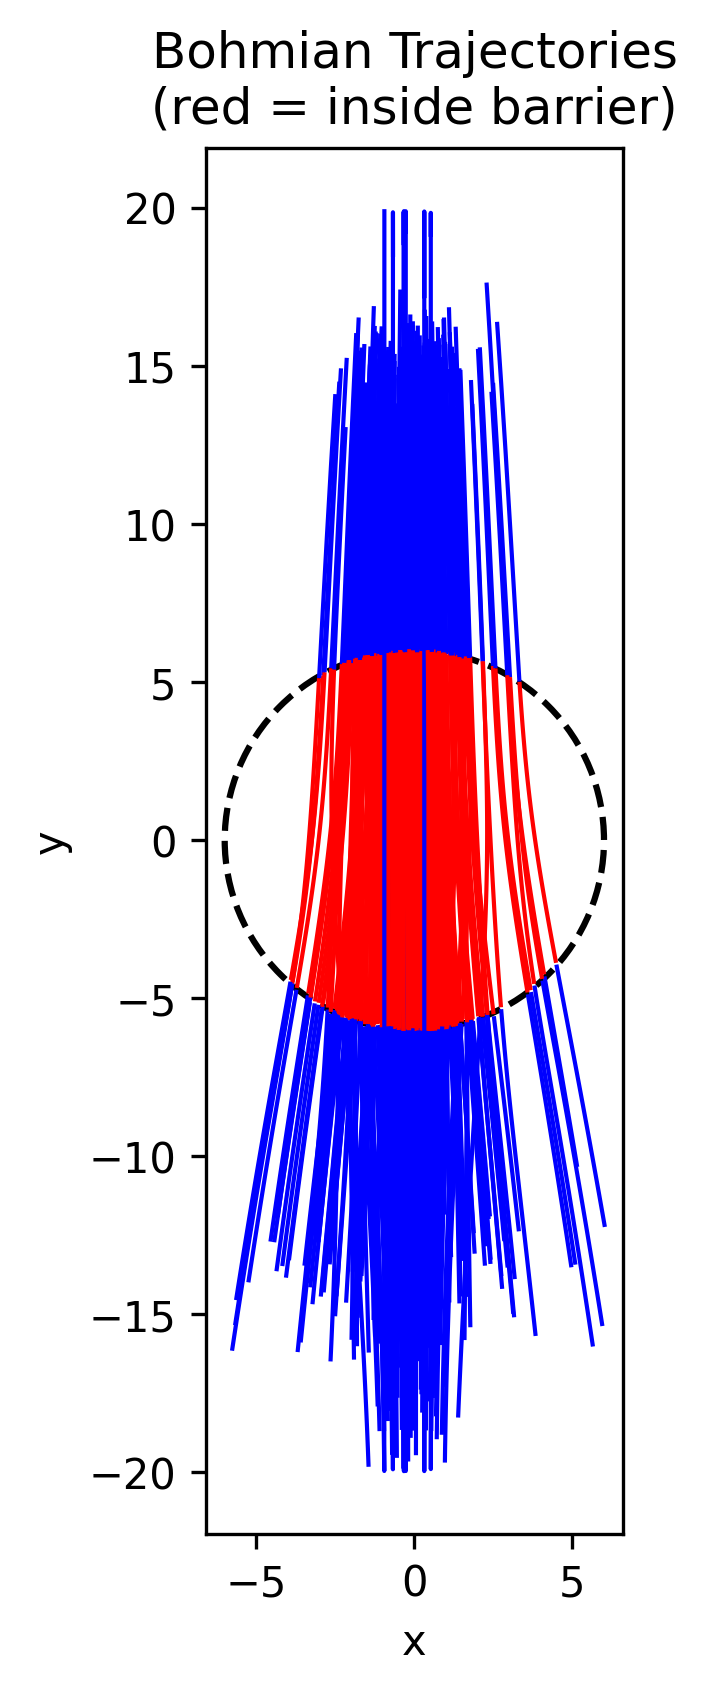 Bohmian Trajectories
(red = inside barrier)
20
15
10
5
0
−5
−10
−15
−20
y
−5 0 5
x